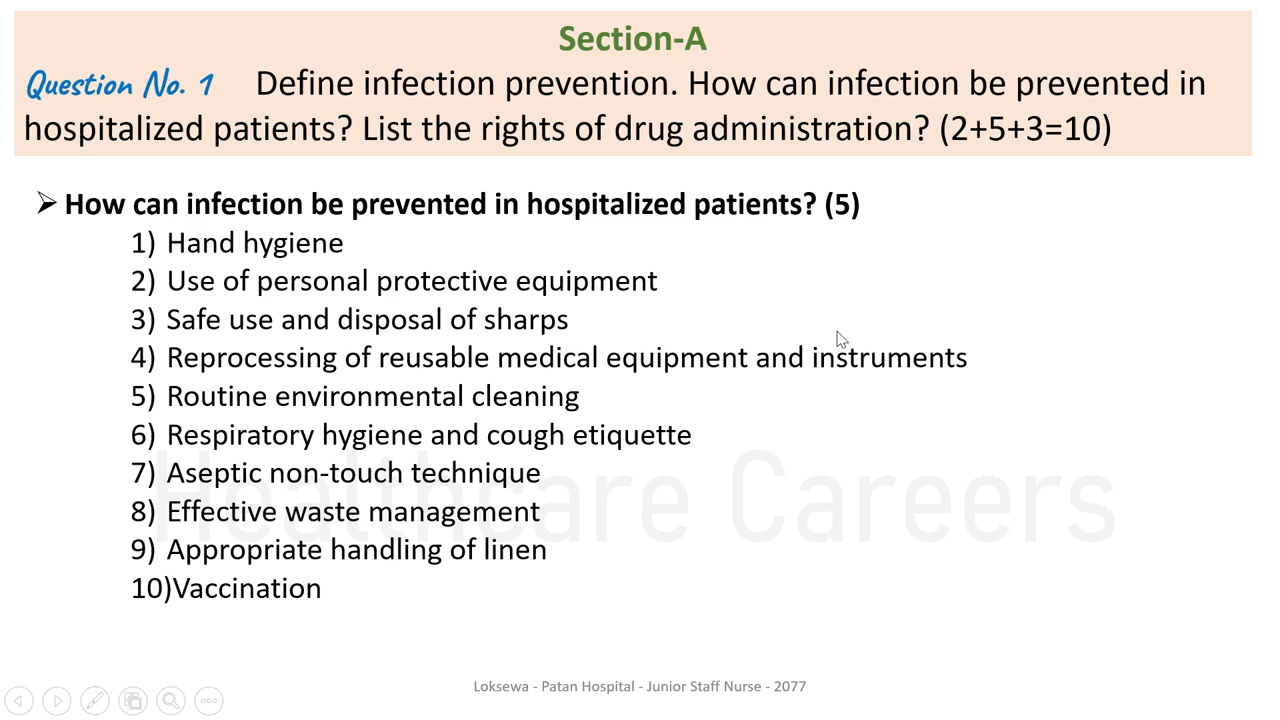 Section-A
Question No. 1 Define infection prevention. How can infection be prevented in
hospitalized patients? List the rights of drug administration? (2+5+3=10)
➢ How can infection be prevented in hospitalized patients? (5)
1) Hand hygiene
2) Use of personal protective equipment
3) Safe use and disposal of sharps
4) Reprocessing of reusable medical equipment and instruments
5) Routine environmental cleaning
6) Respiratory hygiene and cough etiquette
7) Aseptic non-touch technique
8) Effective waste management
9) Appropriate handling of linen
10)Vaccination
Healthcare Careers
Loksewa - Patan Hospital - Junior Staff Nurse - 2077